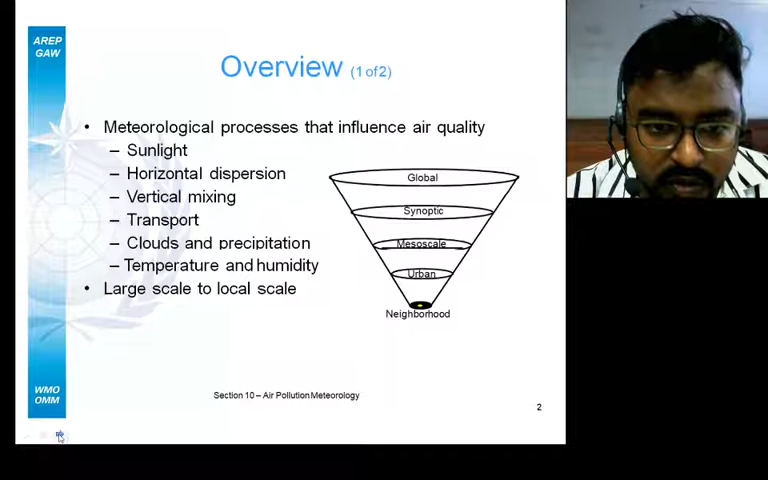 AREP
GAW
Overview (1 of 2)
• Meteorological processes that influence air quality
– Sunlight
– Horizontal dispersion
– Vertical mixing
– Transport
– Clouds and precipitation
– Temperature and humidity
• Large scale to local scale
Global
Synoptic
Mesoscale
Urban
Neighborhood
WMO
OMM
Section 10 – Air Pollution Meteorology
2